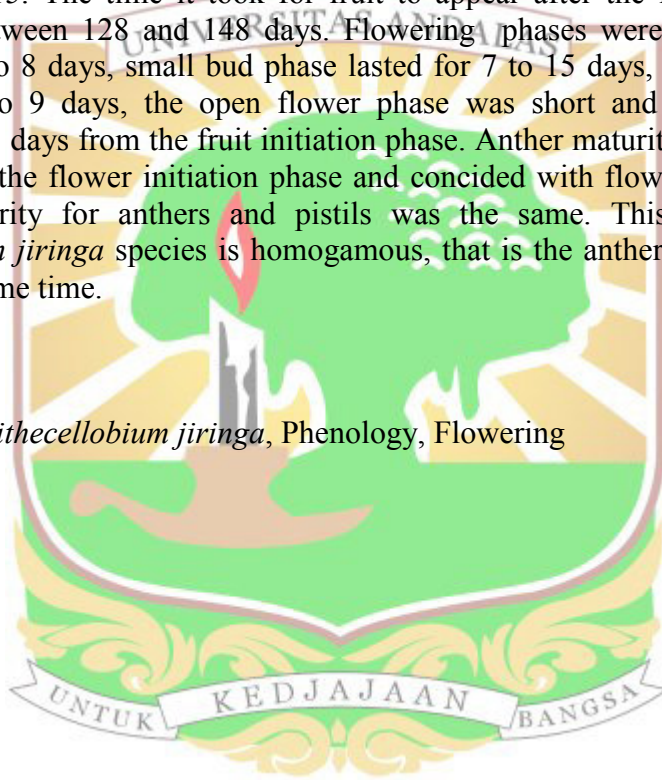 The time it took for fruit to appear after the
UNIVERSITAS ANDALAS
tween 128 and 148 days. Flowering phases were
o 8 days, small bud phase lasted for 7 to 15 days,
o 9 days, the open flower phase was short and
days from the fruit initiation phase. Anther maturit
the flower initiation phase and concided with flow
rity for anthers and pistils was the same. This
m jiringa species is homogamous, that is the anther
me time.
ithecellobium jiringa, Phenology, Flowering
UNTUK KEDJAJAAN BANGSA